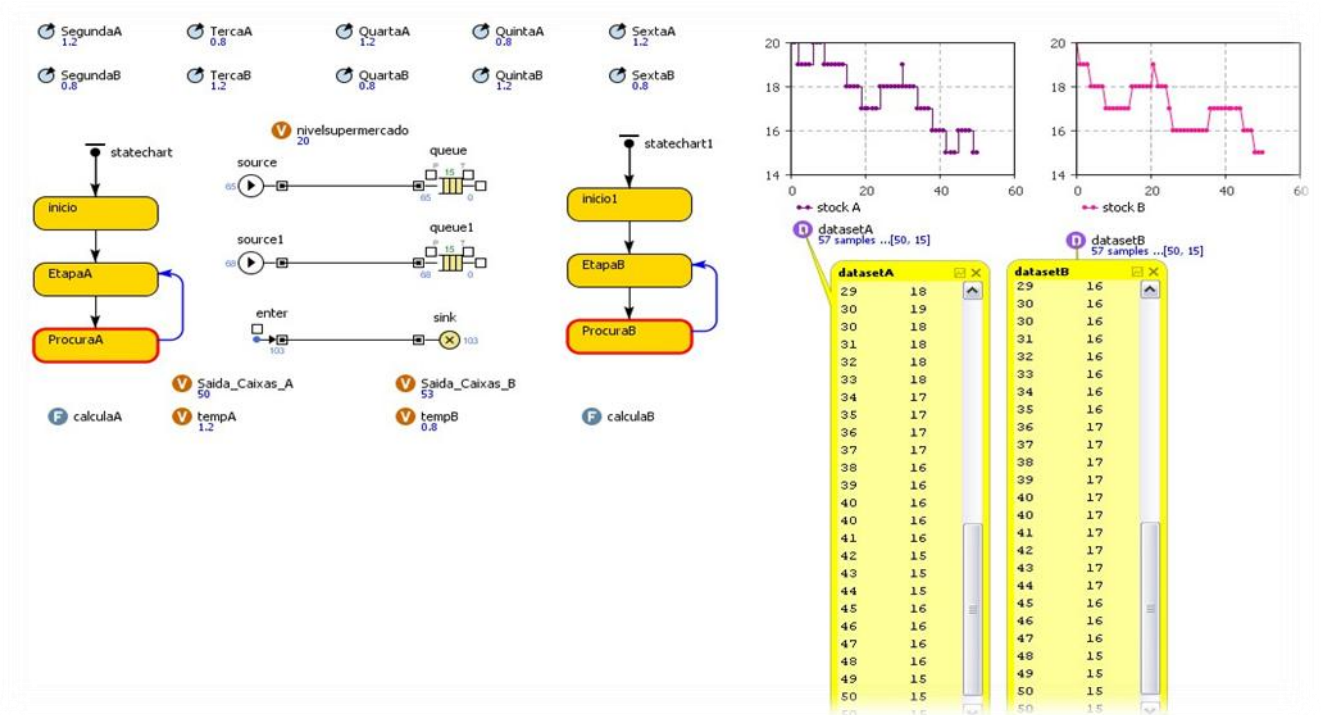 SegundaA TercaA QuartaA QuintaA SextaA
1.2 0.8 1.2 0.8 1.2
SegundaB TercaB QuartaB QuintaB SextaB
0.8 1.2 0.8 1.2 0.8
V nivelsupermercado
20
statechart
inicio
EtapaA
ProcuraA
source
65
queue
15
65 0
source1
68
queue1
15
68 0
enter
103
sink
103
statechart1
inicio1
EtapaB
ProcuraB
V Saida_Caixas_A
50
V Saida_Caixas_B
53
F calculaA
V tempA
1.2
V tempB
0.8
F calculaB
20
18
16
14
0 20 40 60
stock A
20
18
16
14
0 20 40 60
stock B
D datasetA
57 samples ...[50, 15]
D datasetB
57 samples ...[50, 15]
datasetA
29 18
30 19
30 18
31 18
32 18
33 18
34 17
35 17
36 17
37 17
38 16
39 16
40 16
40 16
41 16
42 15
43 15
44 15
45 16
46 16
47 16
48 16
49 15
50 15
50 15
datasetB
29 16
30 16
30 16
31 16
32 16
33 16
34 16
35 16
36 17
37 17
38 17
39 17
40 17
40 17
41 17
42 17
43 17
44 17
45 16
46 16
47 16
48 15
49 15
50 15
50 15